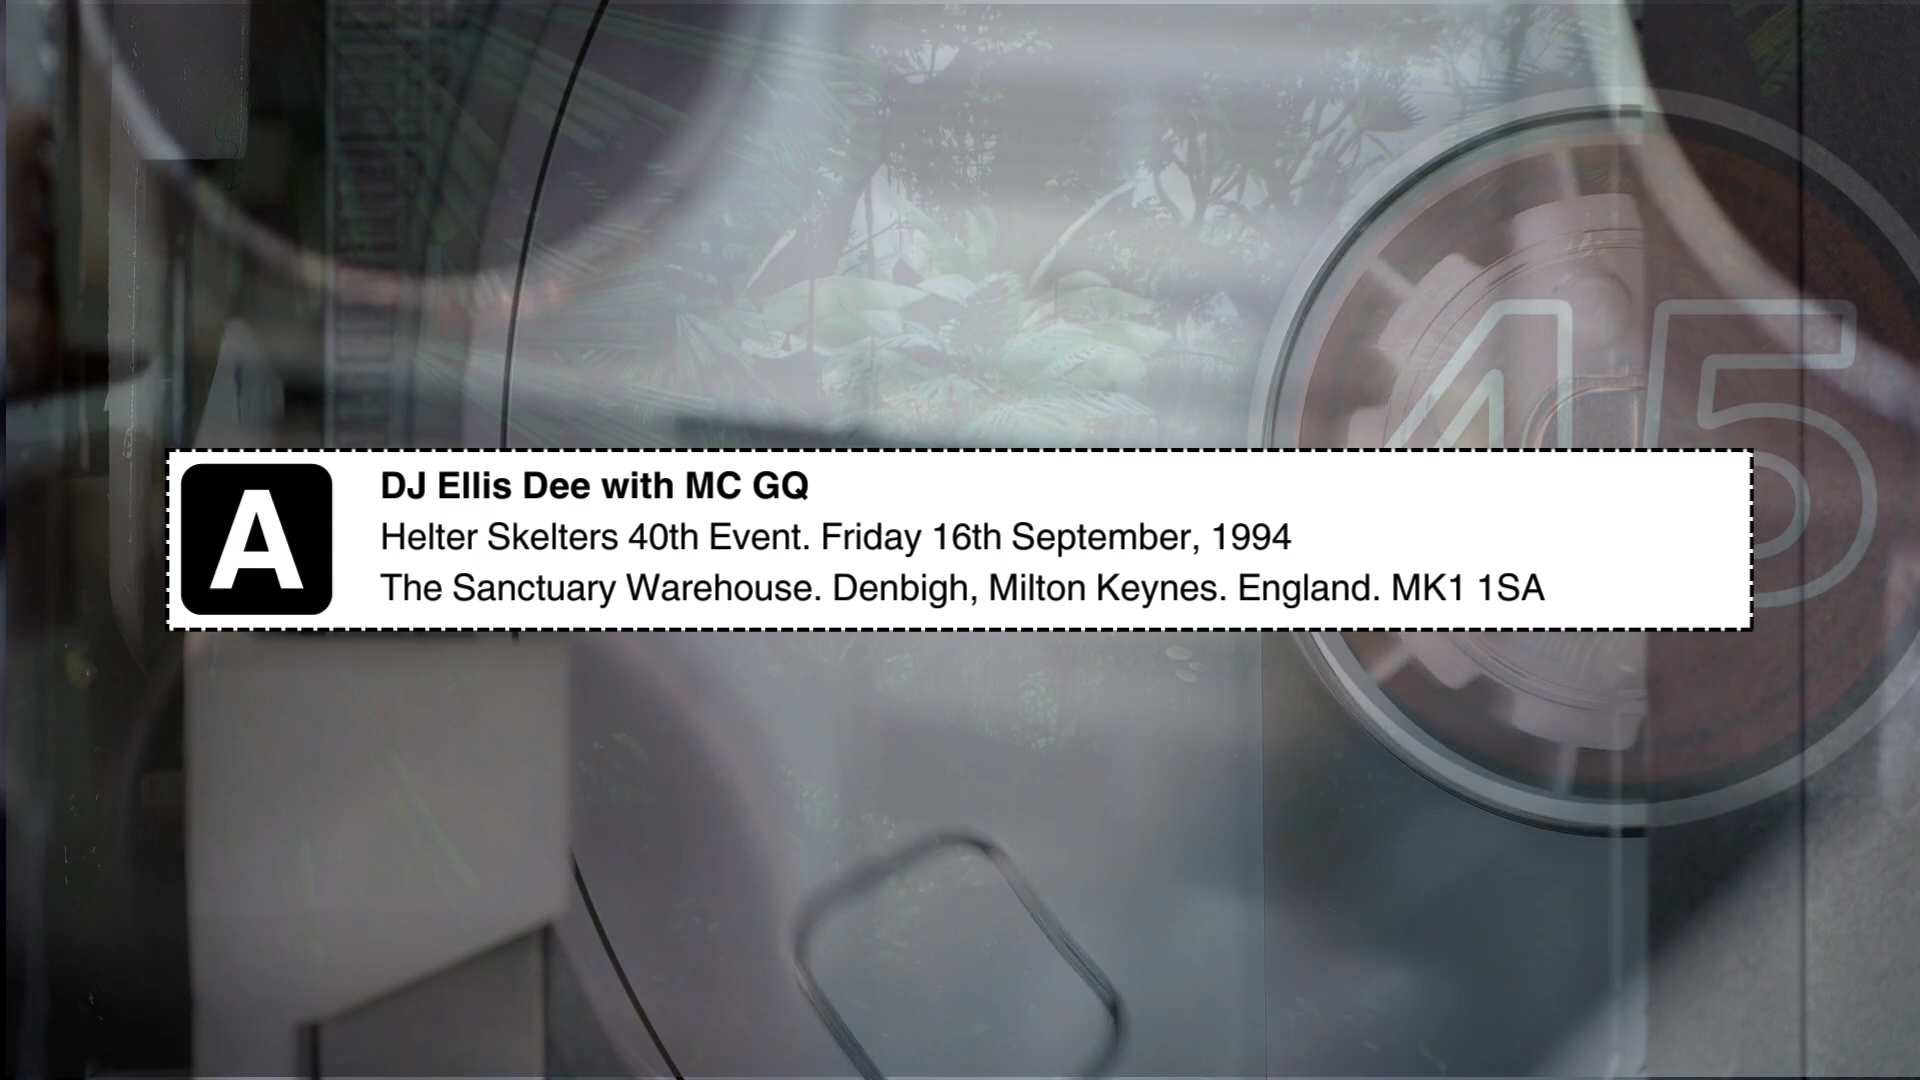 A
DJ Ellis Dee with MC GQ
Helter Skelters 40th Event. Friday 16th September, 1994
The Sanctuary Warehouse. Denbigh, Milton Keynes. England. MK1 1SA
45